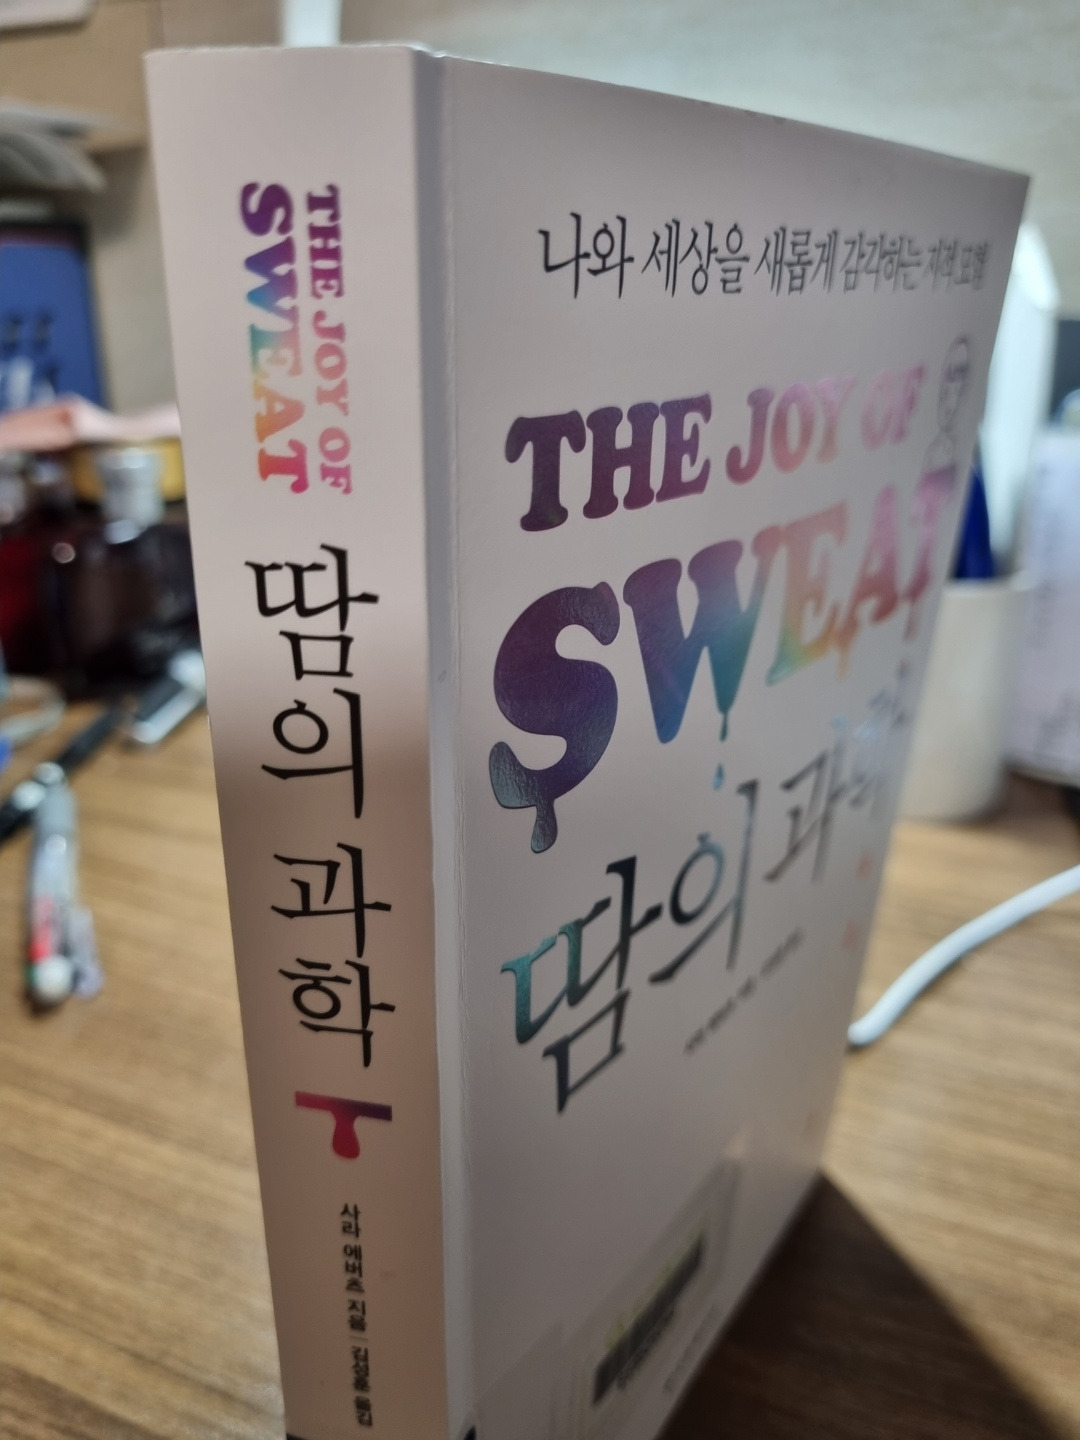 THE JOY OF
SWEAT
땀의 과학
사라 에버츠 지음 | 김성훈 옮김
나와 세상을 새롭게 감각하는 지적 모험
THE JOY OF
SWEAT
땀의 과학